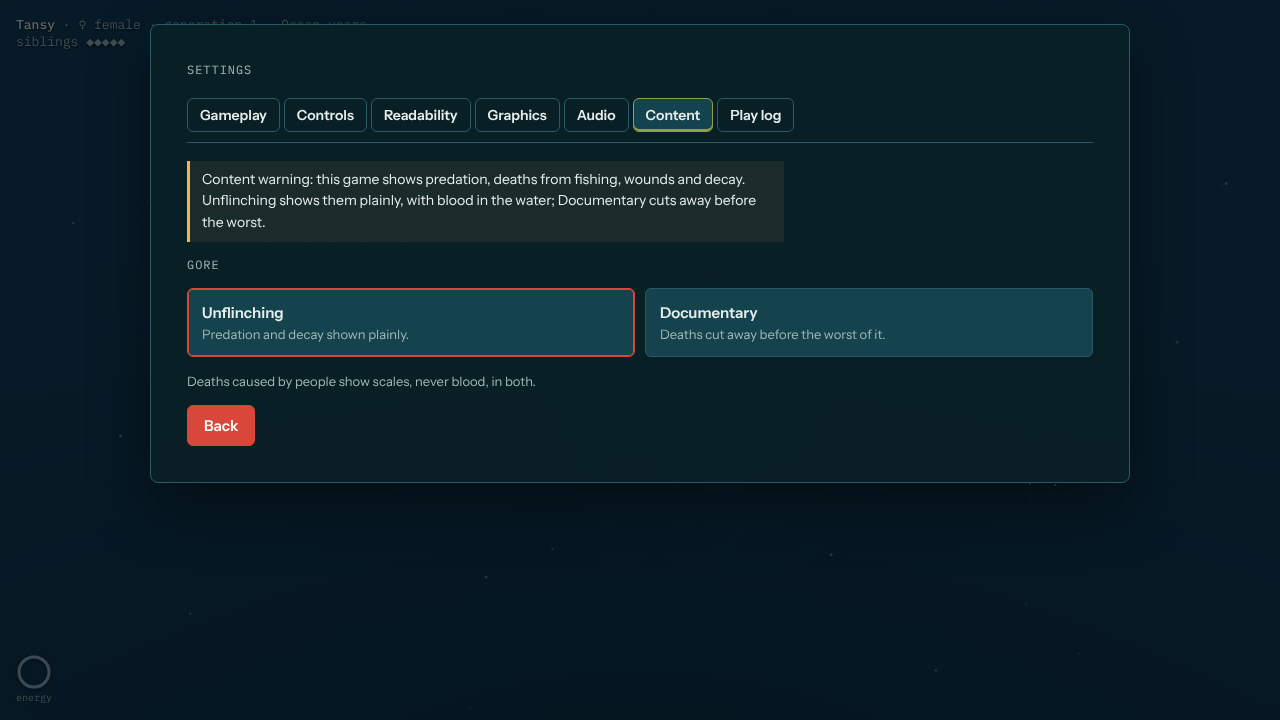 Tansy · ♀ female · generation 1
siblings ◆◆◆◆◆
SETTINGS
Gameplay Controls Readability Graphics Audio Content Play log
Content warning: this game shows predation, deaths from fishing, wounds and decay.
Unflinching shows them plainly, with blood in the water; Documentary cuts away before
the worst.
GORE
Unflinching Documentary
Predation and decay shown plainly. Deaths cut away before the worst of it.
Deaths caused by people show scales, never blood, in both.
Back
energy